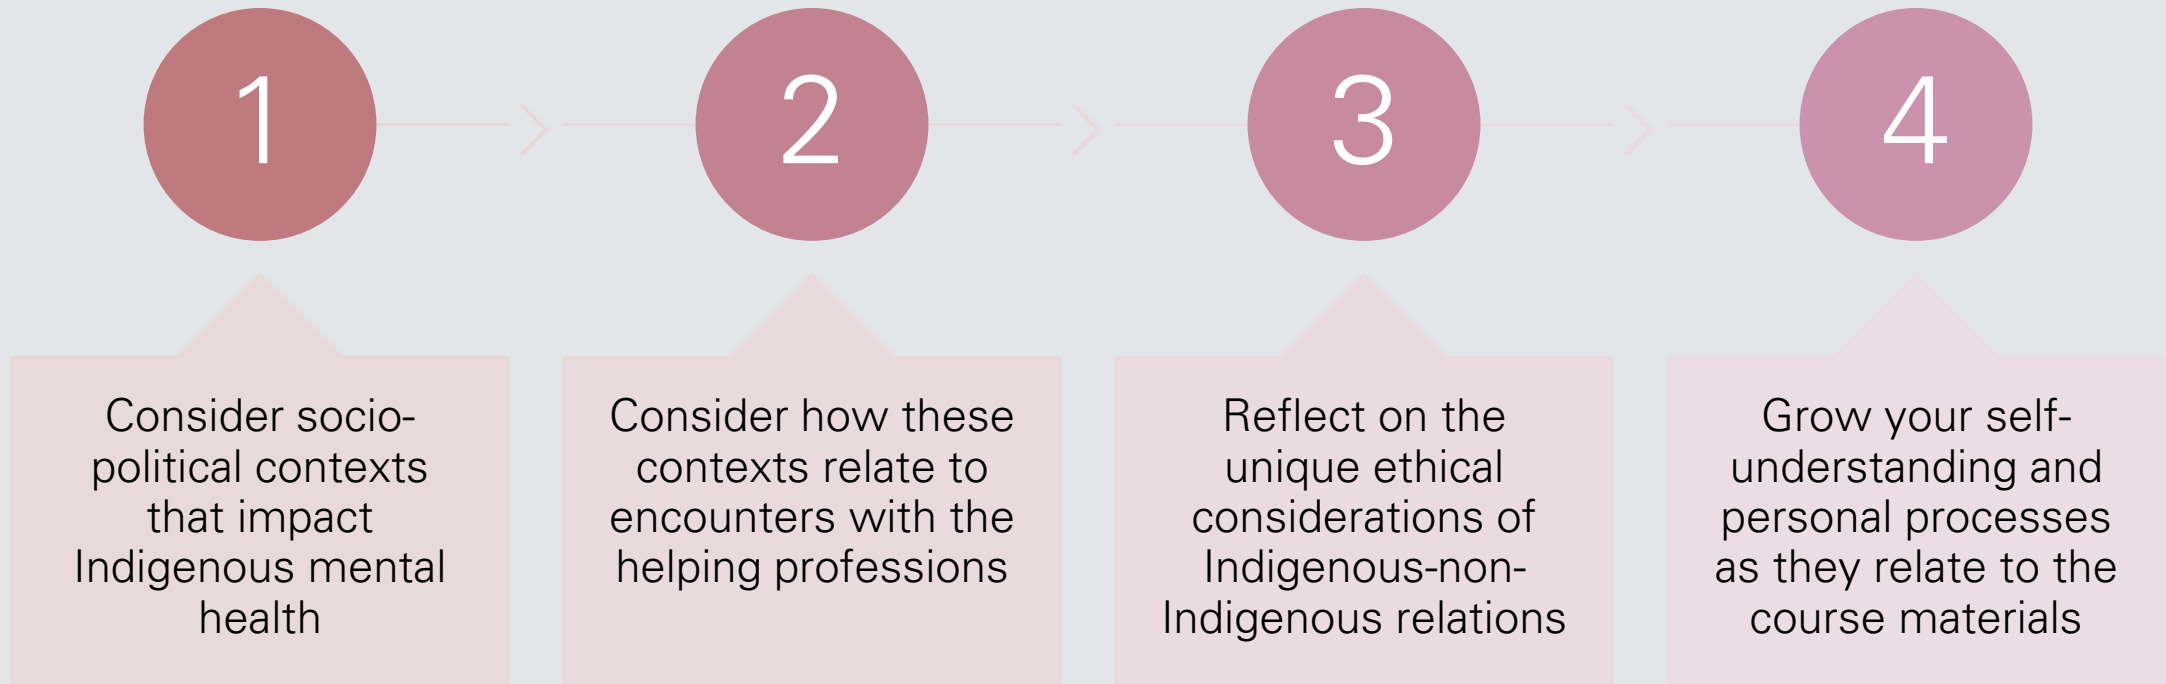 1
2
3
4
Consider socio-
political contexts
that impact
Indigenous mental
health
Consider how these
contexts relate to
encounters with the
helping professions
Reflect on the
unique ethical
considerations of
Indigenous-non-
Indigenous relations
Grow your self-
understanding and
personal processes
as they relate to the
course materials